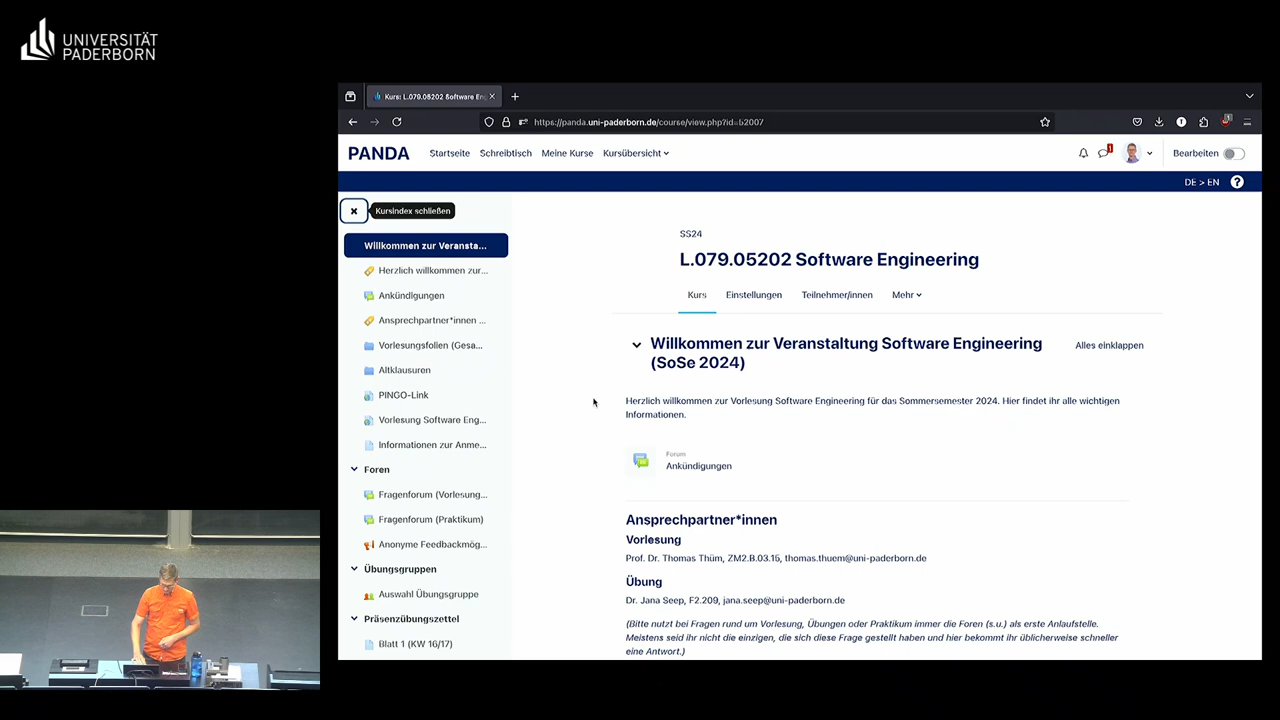 UNIVERSITÄT
PADERBORN
Kurs: L.079.05202 Software Eng
https://panda.uni-paderborn.de/course/view.php?id=52007
PANDA
Startseite
Schreibtisch
Meine Kurse
Kursübersicht
Bearbeiten
DE > EN
Kursindex schließen
Willkommen zur Veransta...
Herzlich willkommen zur...
Ankündigungen
Ansprechpartner*innen ...
Vorlesungsfolien (Gesa...
Altklausuren
PINGO-Link
Vorlesung Software Eng...
Informationen zur Anme...
Foren
Fragenforum (Vorlesung...
Fragenforum (Praktikum)
Anonyme Feedbackmög...
Übungsgruppen
Auswahl Übungsgruppe
Präsenzübungszettel
Blatt 1 (KW 16/17)
SS24
L.079.05202 Software Engineering
Kurs
Einstellungen
Teilnehmer/innen
Mehr
Willkommen zur Veranstaltung Software Engineering
(SoSe 2024)
Alles einklappen
Herzlich willkommen zur Vorlesung Software Engineering für das Sommersemester 2024. Hier findet ihr alle wichtigen
Informationen.
Forum
Ankündigungen
Ansprechpartner*innen
Vorlesung
Prof. Dr. Thomas Thüm, ZM2.B.03.15, thomas.thuem@uni-paderborn.de
Übung
Dr. Jana Seep, F2.209, jana.seep@uni-paderborn.de
(Bitte nutzt bei Fragen rund um Vorlesung, Übungen oder Praktikum immer die Foren (s.u.) als erste Anlaufstelle.
Meistens seid ihr nicht die einzigen, die sich diese Frage gestellt haben und hier bekommt ihr üblicherweise schneller
eine Antwort.)